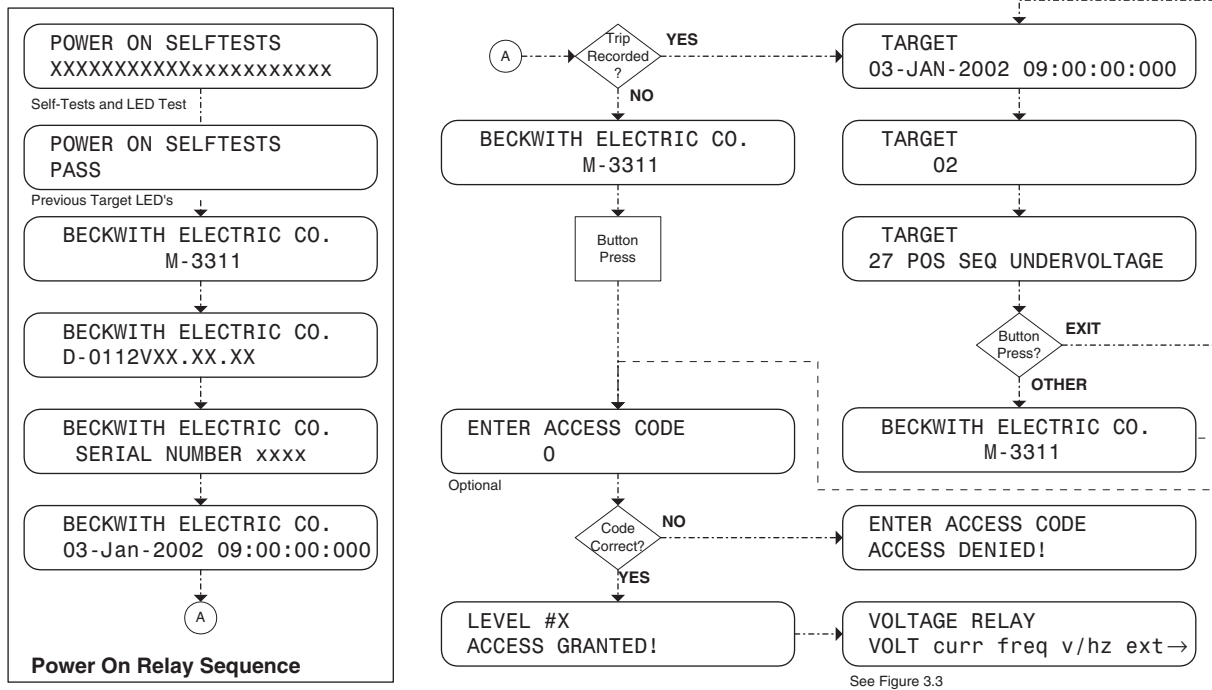 POWER ON SELFTESTS
XXXXXXXXXXXxxxxxxxxxxxx
Self-Tests and LED Test
POWER ON SELFTESTS
PASS
Previous Target LED's
BECKWITH ELECTRIC CO.
M-3311
BECKWITH ELECTRIC CO.
D-0112VXX.XX.XX
BECKWITH ELECTRIC CO.
SERIAL NUMBER xxxx
BECKWITH ELECTRIC CO.
03-Jan-2002 09:00:00:000
A
Power On Relay Sequence
A
Trip
Recorded
?
YES
NO
BECKWITH ELECTRIC CO.
M-3311
Button
Press
ENTER ACCESS CODE
0
Optional
Code
Correct?
NO
YES
LEVEL #X
ACCESS GRANTED!
TARGET
03-JAN-2002 09:00:00:000
TARGET
02
TARGET
27 POS SEQ UNDERVOLTAGE
Button
Press?
EXIT
OTHER
BECKWITH ELECTRIC CO.
M-3311
ENTER ACCESS CODE
ACCESS DENIED!
VOLTAGE RELAY
VOLT curr freq v/hz ext→
See Figure 3.3